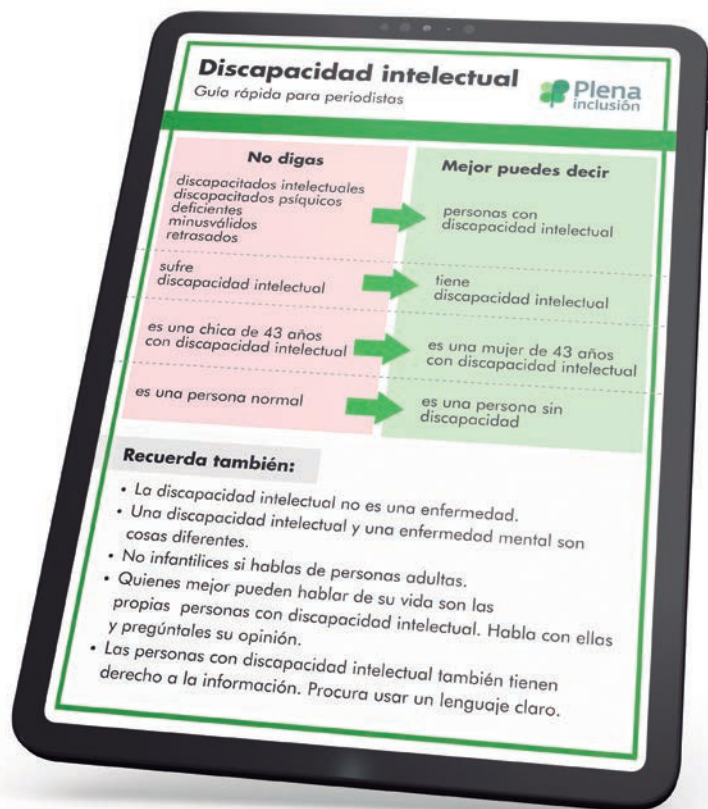 Discapacidad intelectual
Guía rápida para periodistas
Plena
inclusión
No digas
Mejor puedes decir
discapacitados intelectuales
discapacitados psíquicos
deficientes
minusválidos
retrasados
personas con
discapacidad intelectual
sufre
discapacidad intelectual
tiene
discapacidad intelectual
es una chica de 43 años
con discapacidad intelectual
es una mujer de 43 años
con discapacidad intelectual
es una persona normal
es una persona sin
discapacidad
Recuerda también:
• La discapacidad intelectual no es una enfermedad.
• Una discapacidad intelectual y una enfermedad mental son
cosas diferentes.
• No infantilices si hablas de personas adultas.
• Quienes mejor pueden hablar de su vida son las
propias personas con discapacidad intelectual. Habla con ellas
y pregúntales su opinión.
• Las personas con discapacidad intelectual también tienen
derecho a la información. Procura usar un lenguaje claro.